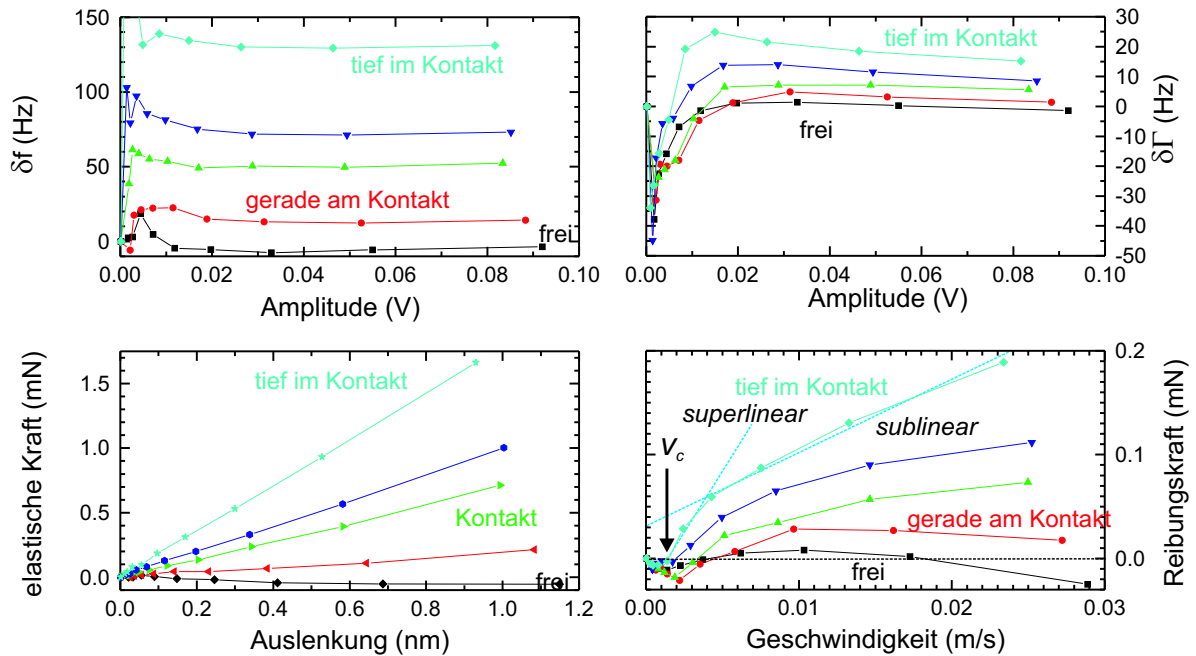 150
100
50
0
δf (Hz)
tief im Kontakt
gerade am Kontakt
frei
0.00 0.02 0.04 0.06 0.08 0.10
Amplitude (V)
30
20
10
0
-10
-20
-30
-40
-50
δΓ (Hz)
tief im Kontakt
frei
0.00 0.02 0.04 0.06 0.08 0.10
Amplitude (V)
1.5
1.0
0.5
0.0
elastische Kraft (mN)
tief im Kontakt
Kontakt
frei
0.0 0.2 0.4 0.6 0.8 1.0 1.2
Auslenkung (nm)
0.2
0.1
0.0
Reibungskraft (mN)
tief im Kontakt
superlinear
sublinear
vc
gerade am Kontakt
frei
0.00 0.01 0.02 0.03
Geschwindigkeit (m/s)